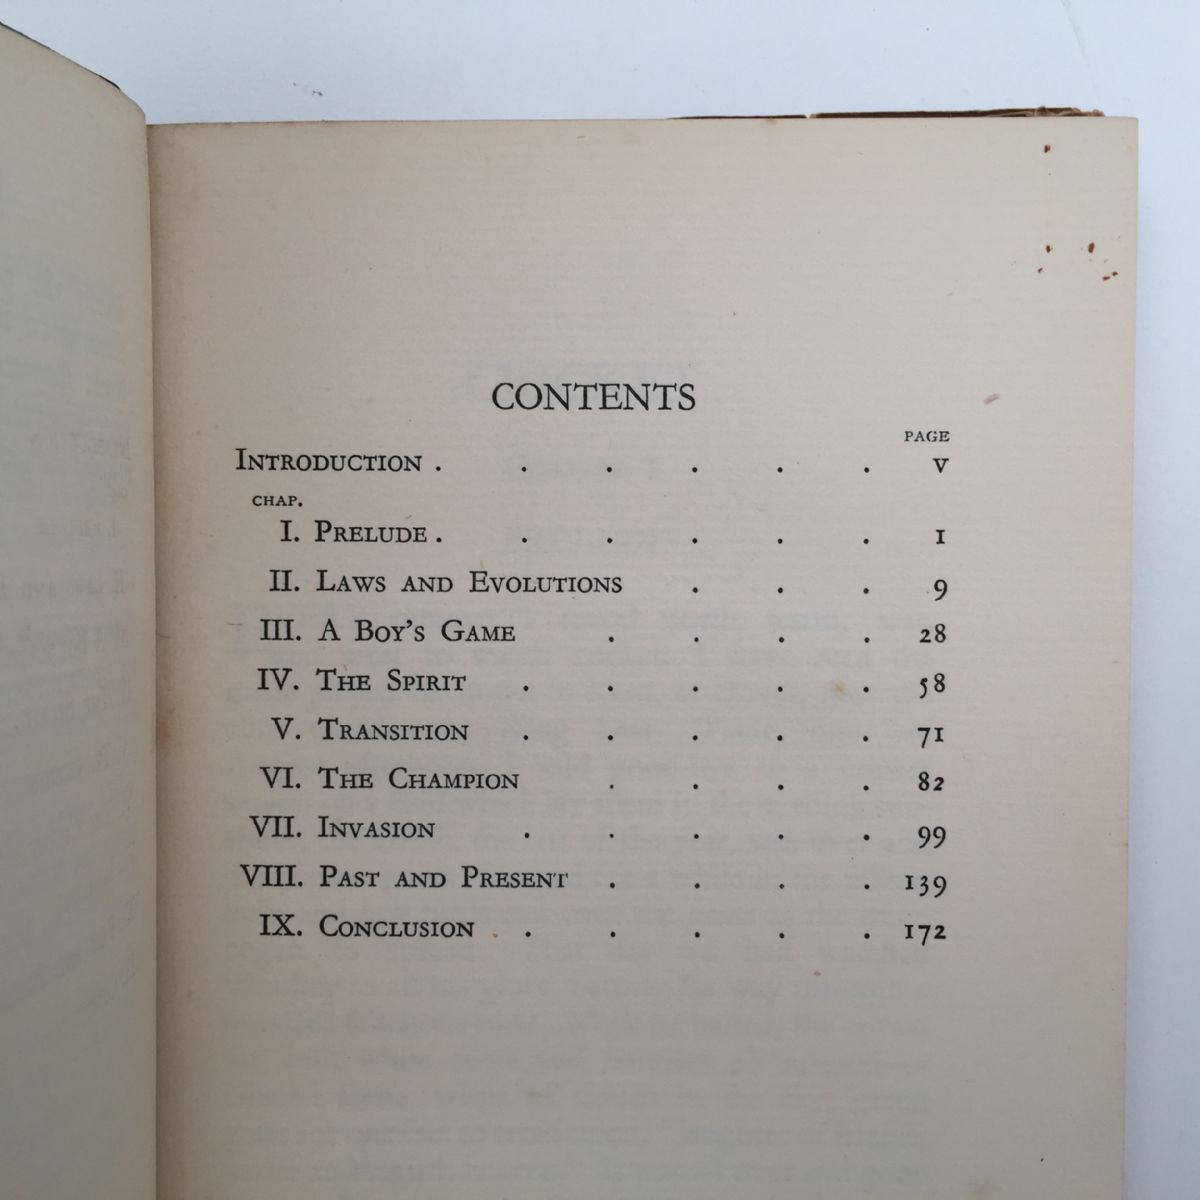 CONTENTS
PAGE
INTRODUCTION . . . . . . V
CHAP.
I. PRELUDE . . . . . . 1
II. LAWS AND EVOLUTIONS . . . 9
III. A BOY'S GAME . . . . 28
IV. THE SPIRIT . . . . . 58
V. TRANSITION . . . . . 71
VI. THE CHAMPION . . . . 82
VII. INVASION . . . . . 99
VIII. PAST AND PRESENT . . . . 139
IX. CONCLUSION . . . . . 172